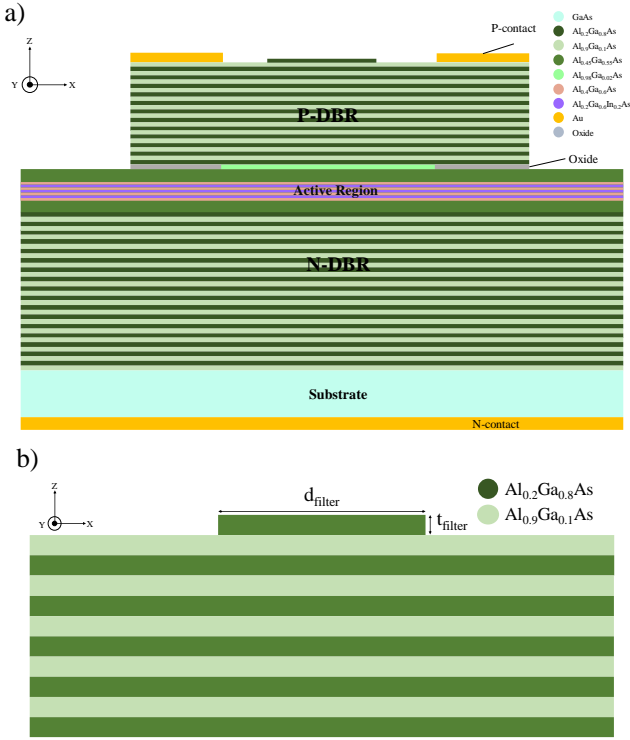 a)
Z
Y
X
P-contact
GaAs
Al0.2Ga0.8As
Al0.9Ga0.1As
Al0.45Ga0.55As
Al0.98Ga0.02As
Al0.4Ga0.6As
Al0.2Ga0.6In0.2As
Au
Oxide
P-DBR
Oxide
Active Region
N-DBR
Substrate
N-contact
b)
Z
Y
X
dfilter
tfilter
Al0.2Ga0.8As
Al0.9Ga0.1As